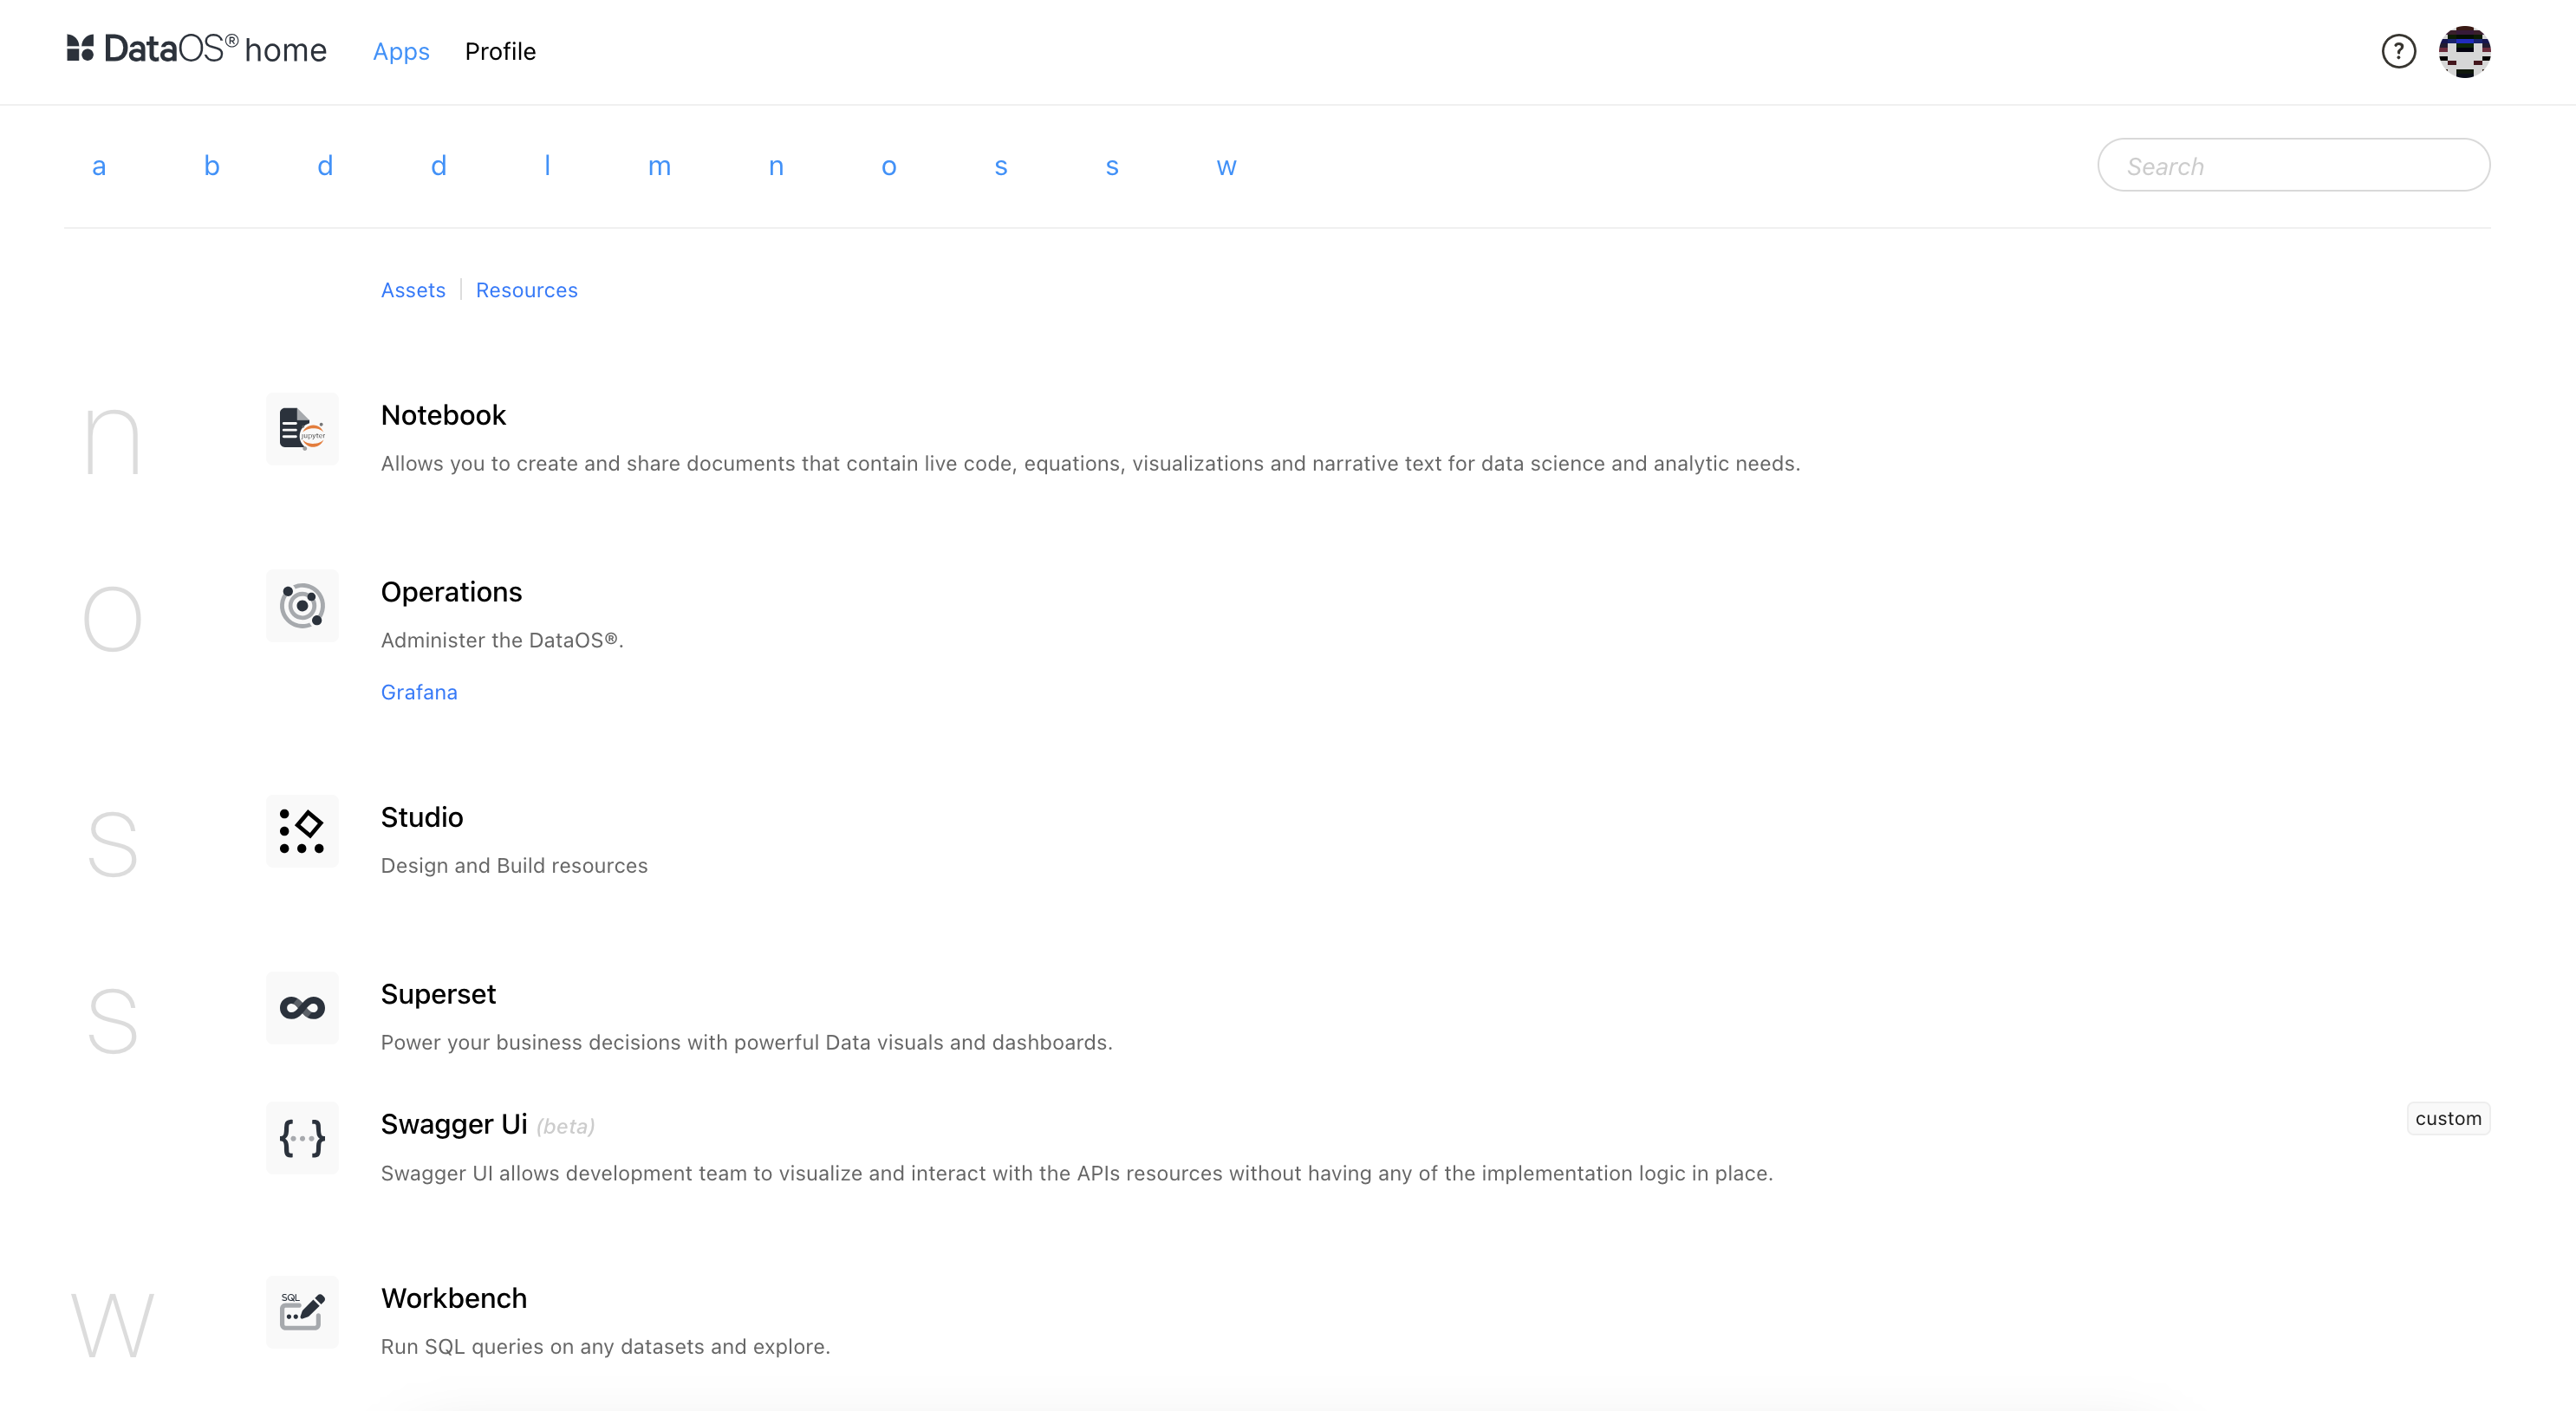 DataOS® home Apps Profile ?
a b d d l m n o s s w Search
Assets Resources
n
jupyter
Notebook
Allows you to create and share documents that contain live code, equations, visualizations and narrative text for data science and analytic needs.
o
Operations
Administer the DataOS®.
Grafana
s
Studio
Design and Build resources
s
Superset
Power your business decisions with powerful Data visuals and dashboards.
{···} Swagger Ui (beta) custom
Swagger UI allows development team to visualize and interact with the APIs resources without having any of the implementation logic in place.
w
SQL
Workbench
Run SQL queries on any datasets and explore.